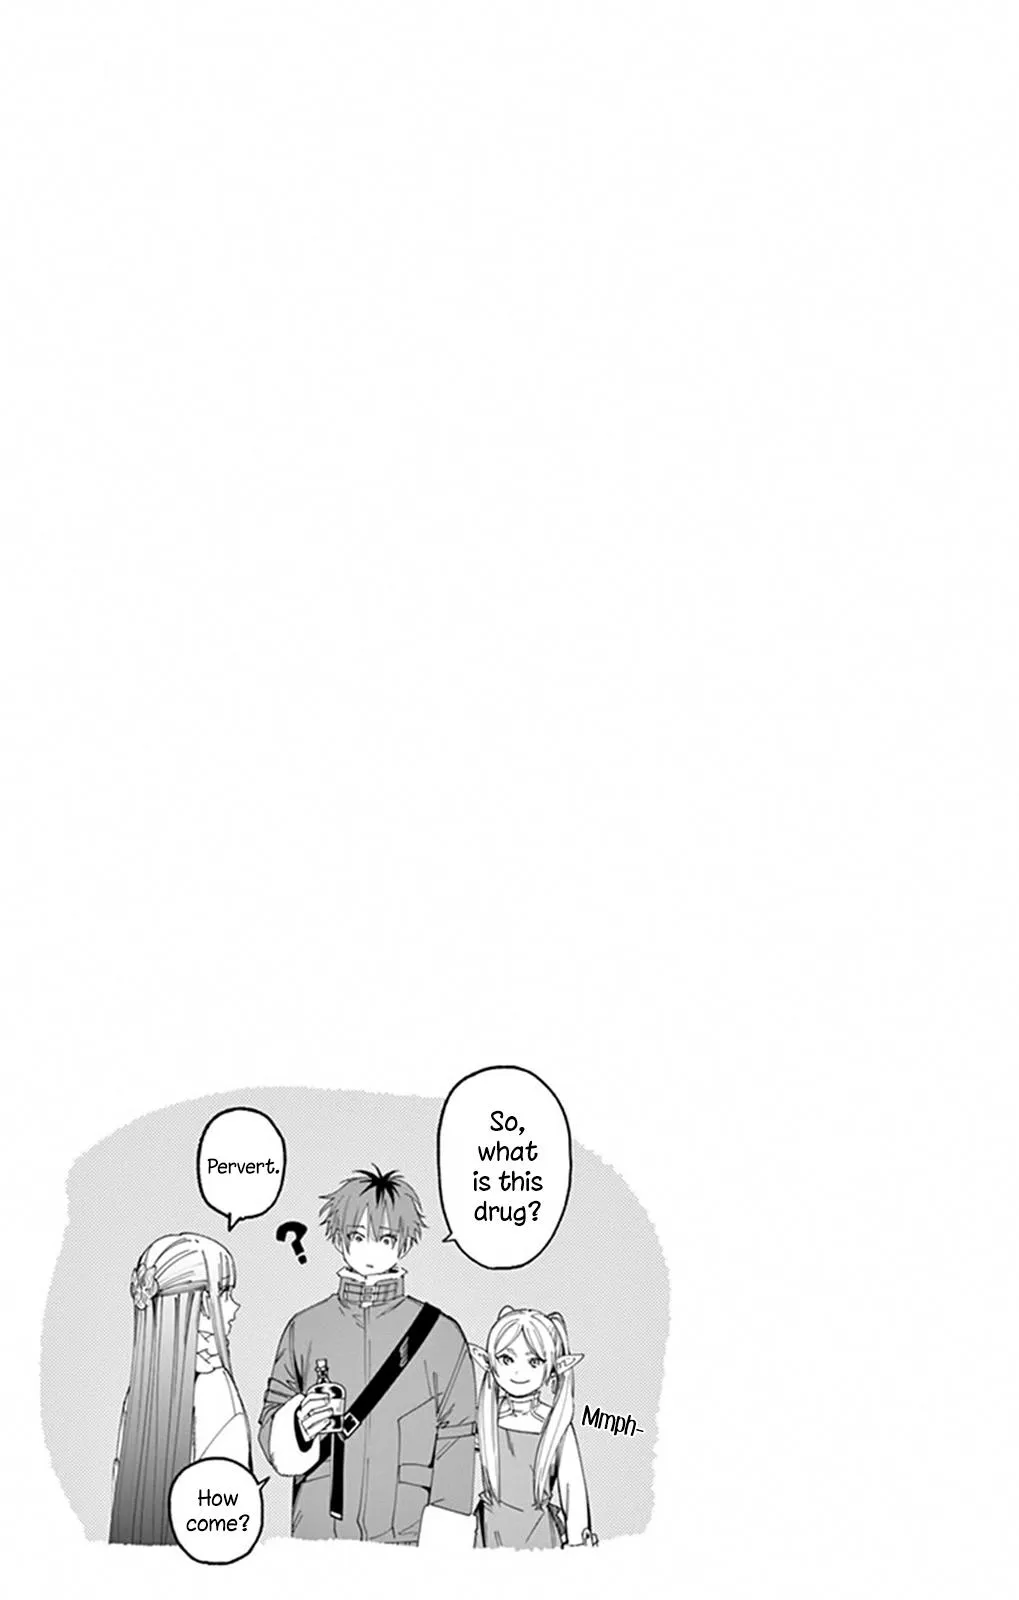 So,
what
is this
drug?
Pervert.
?
How
come?
Mmph-